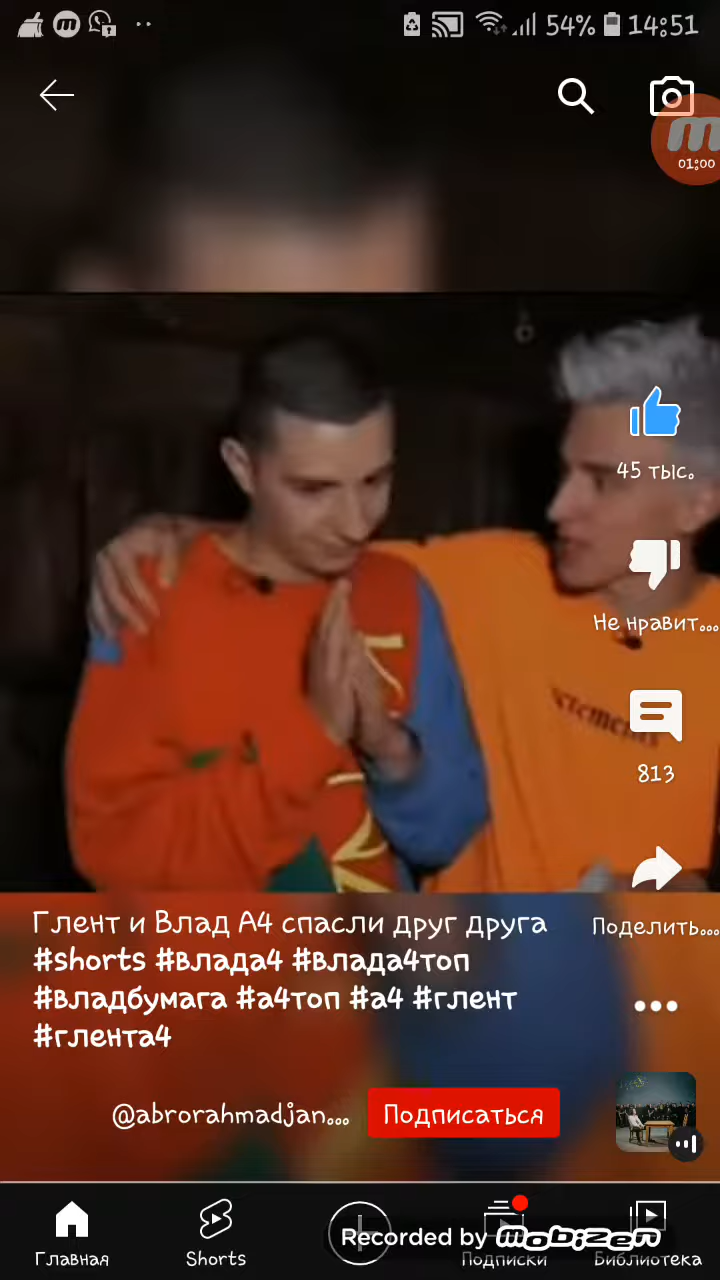 54% 14:51
01:00
45 тыс.
Не нравит...
813
Глент и Влад А4 спасли друг друга
#shorts #влада4 #влада4топ
#владбумага #а4топ #а4 #глент
#глента4
Поделить...
@abrorahmadjan...
Подписаться
Recorded by mobizen
Главная
Shorts
Подписки
Библиотека